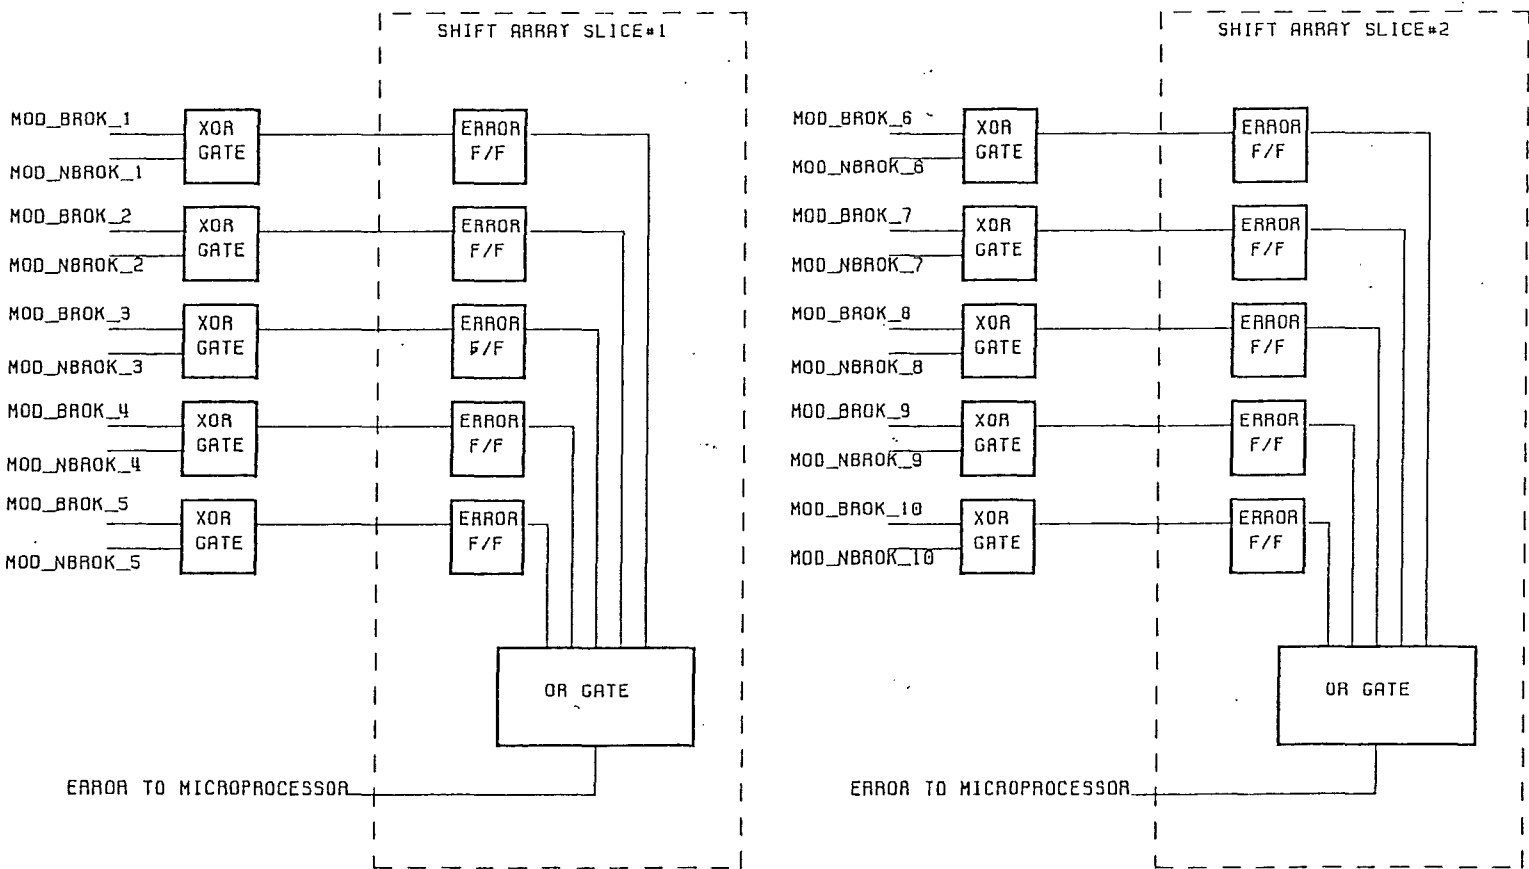 SHIFT ARRAY SLICE#1
MOD_BROK_1
MOD_NBROK_1
XOR
GATE
ERROR
F/F
MOD_BROK_2
MOD_NBROK_2
XOR
GATE
ERROR
F/F
MOD_BROK_3
MOD_NBROK_3
XOR
GATE
ERROR
F/F
MOD_BROK_4
MOD_NBROK_4
XOR
GATE
ERROR
F/F
MOD_BROK_5
MOD_NBROK_5
XOR
GATE
ERROR
F/F
OR GATE
ERROR TO MICROPROCESSOR
SHIFT ARRAY SLICE#2
MOD_BROK_6
MOD_NBROK_6
XOR
GATE
ERROR
F/F
MOD_BROK_7
MOD_NBROK_7
XOR
GATE
ERROR
F/F
MOD_BROK_8
MOD_NBROK_8
XOR
GATE
ERROR
F/F
MOD_BROK_9
MOD_NBROK_9
XOR
GATE
ERROR
F/F
MOD_BROK_10
MOD_NBROK_10
XOR
GATE
ERROR
F/F
OR GATE
ERROR TO MICROPROCESSOR